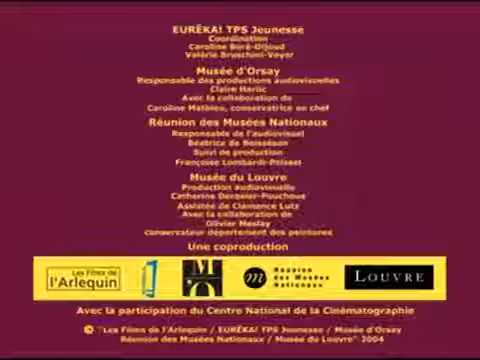 EURÊKA! TPS Jeunesse
Coordination
Caroline Boré-Dijoud
Valérie Bruschini-Voyer
Musée d'Orsay
Responsable des productions audiovisuelles
Claire Herlic
Avec la collaboration de
Caroline Mathieu, conservatrice en chef
Réunion des Musées Nationaux
Responsable de l'audiovisuel
Béatrice de Boisséson
Suivi de production
Françoise Lombardi-Peissel
Musée du Louvre
Production audiovisuelle
Catherine Derosier-Pouchous
Assistée de Clémence Lutz
Avec la collaboration de
Olivier Meslay
conservateur département des peintures
Une coproduction
Les Films de
l'Arlequin
M'O
m
Réunion
des Musées
Nationaux
LOUVRE
Avec la participation du Centre National de la Cinématographie
© "Les Films de l'Arlequin / EURÊKA! TPS Jeunesse / Musée d'Orsay
Réunion des Musées Nationaux / Musée du Louvre" 2004